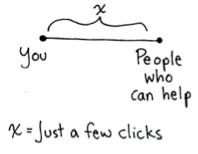 x
You
People
who
can help
x = Just a few clicks